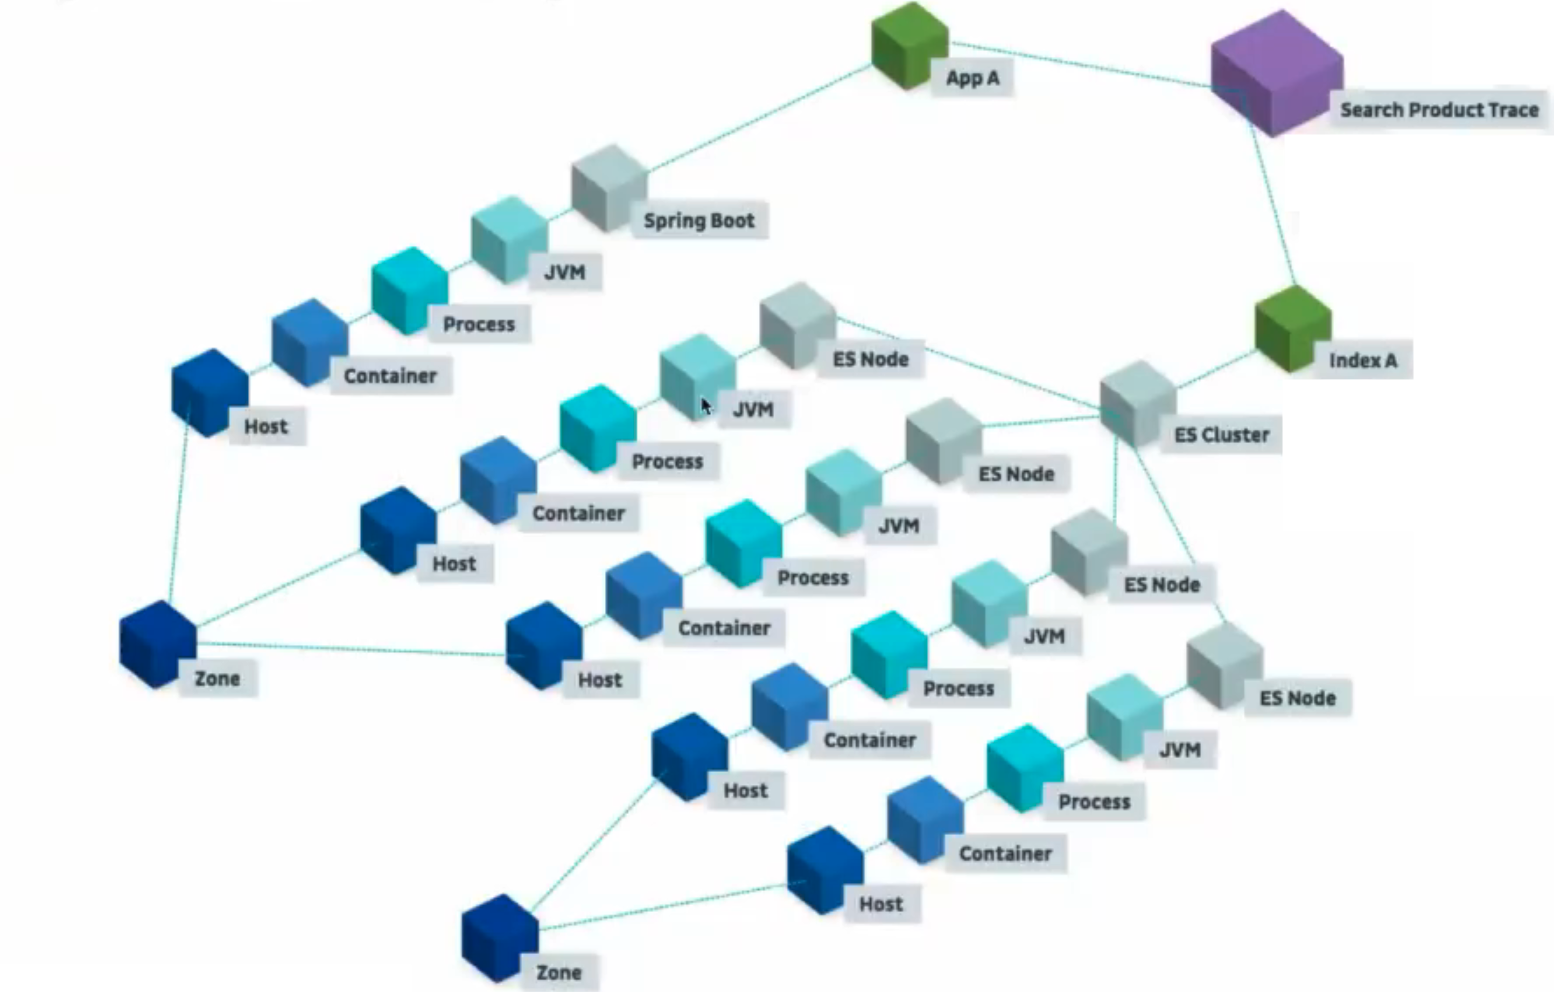 App A
Search Product Trace
Spring Boot
JVM
Process
Container
Host
ES Node
JVM
Process
Container
Host
Index A
ES Cluster
ES Node
JVM
Process
Container
Host
Zone
ES Node
JVM
Process
Container
Host
ES Node
JVM
Process
Container
Host
Zone